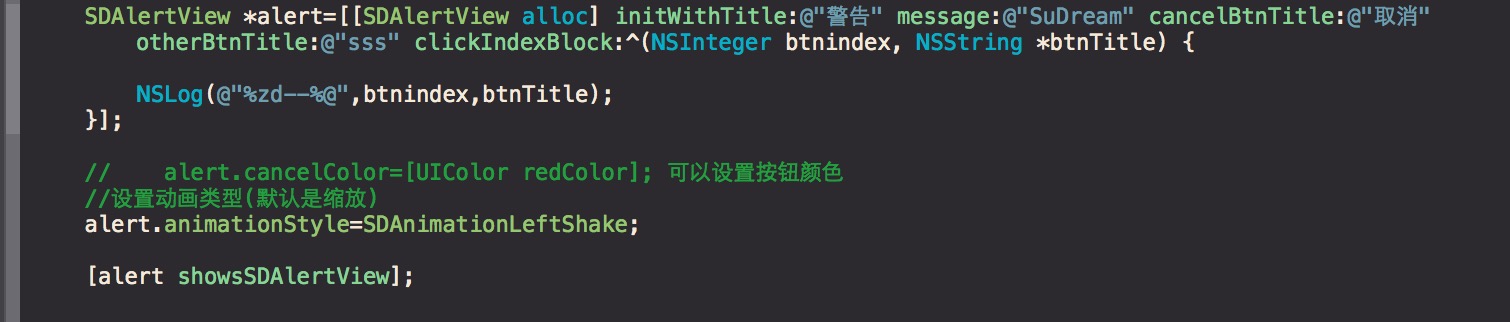 SDAlertView *alert=[[SDAlertView alloc] initWithTitle:@"警告" message:@"SuDream" cancelBtnTitle:@"取消"
otherBtnTitle:@"sss" clickIndexBlock:^(NSInteger btnindex, NSString *btnTitle) {
NSLog(@"%zd--%@",btnindex,btnTitle);
}];
//    alert.cancelColor=[UIColor redColor]; 可以设置按钮颜色
//设置动画类型(默认是缩放)
alert.animationStyle=SDAnimationLeftShake;
[alert showsSDAlertView];